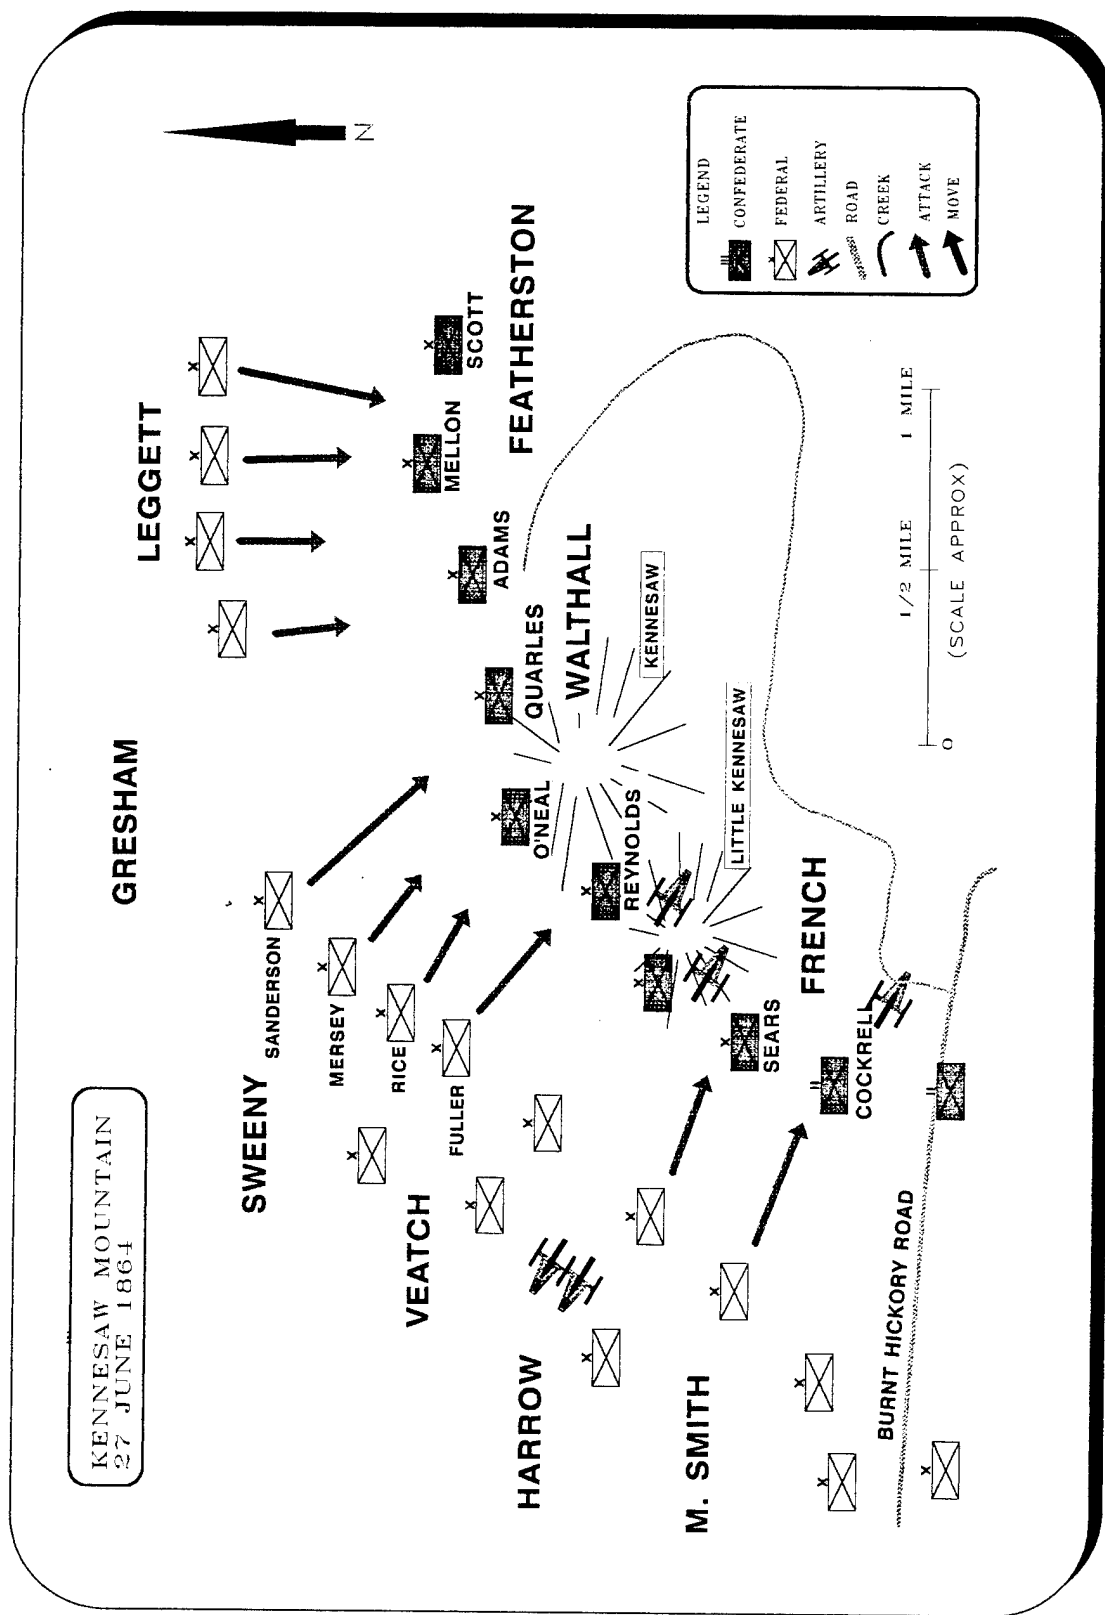 KENNESAW MOUNTAIN
27 JUNE 1864
N
GRESHAM
LEGGETT
SWEENY
SANDERSON
MERSEY
RICE
FULLER
VEATCH
HARROW
M. SMITH
SCOTT
MELLON
FEATHERSTON
ADAMS
QUARLES
WALTHALL
O'NEAL
REYNOLDS
KENNESAW
LITTLE KENNESAW
FRENCH
SEARS
COCKRELL
BURNT HICKORY ROAD
0
1/2 MILE
1 MILE
(SCALE APPROX)
LEGEND
CONFEDERATE
FEDERAL
ARTILLERY
ROAD
CREEK
ATTACK
MOVE